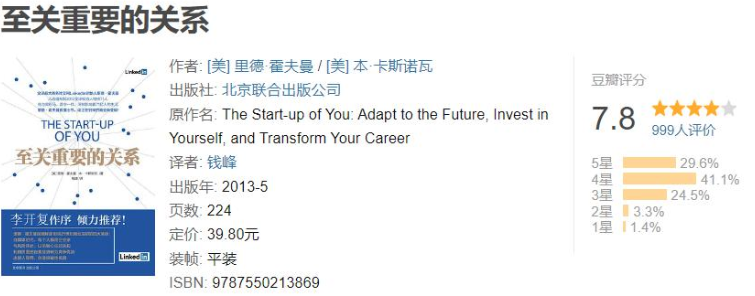 至关重要的关系
LinkedIn
THE START-UP
OF YOU
至关重要的关系
李开复作序 倾力推荐!
LinkedIn
作者: [美] 里德·霍夫曼 / [美] 本·卡斯诺瓦
出版社: 北京联合出版公司
原作名: The Start-up of You: Adapt to the Future, Invest in
Yourself, and Transform Your Career
译者: 钱峰
出版年: 2013-5
页数: 224
定价: 39.80元
装帧: 平装
ISBN: 9787550213869
豆瓣评分
7.8
999人评价
5星 29.6%
4星 41.1%
3星 24.5%
2星 3.3%
1星 1.4%